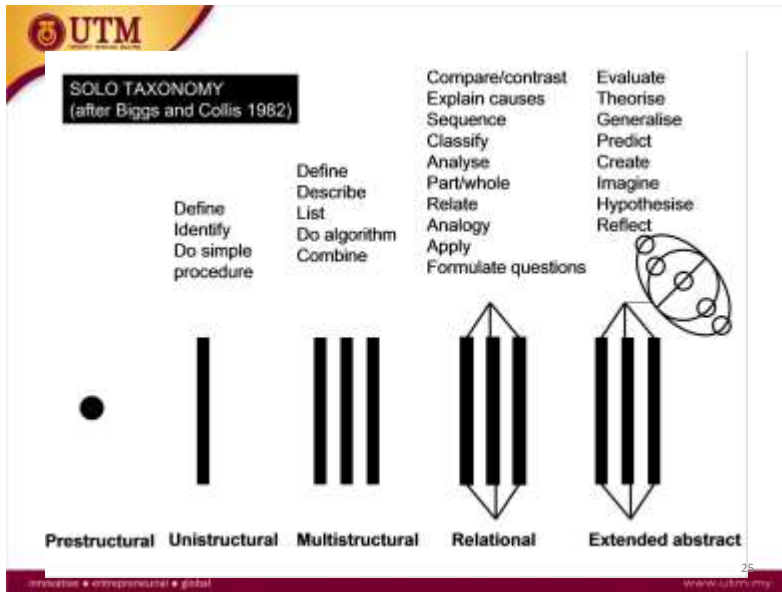 UTM
SOLO TAXONOMY
(after Biggs and Collis 1982)
Define
Identify
Do simple
procedure
Define
Describe
List
Do algorithm
Combine
Compare/contrast
Explain causes
Sequence
Classify
Analyse
Part/whole
Relate
Analogy
Apply
Formulate questions
Evaluate
Theorise
Generalise
Predict
Create
Imagine
Hypothesise
Reflect
Prestructural
Unistructural
Multistructural
Relational
Extended abstract
25
innovative ● entrepreneurial ● global
www.utm.my